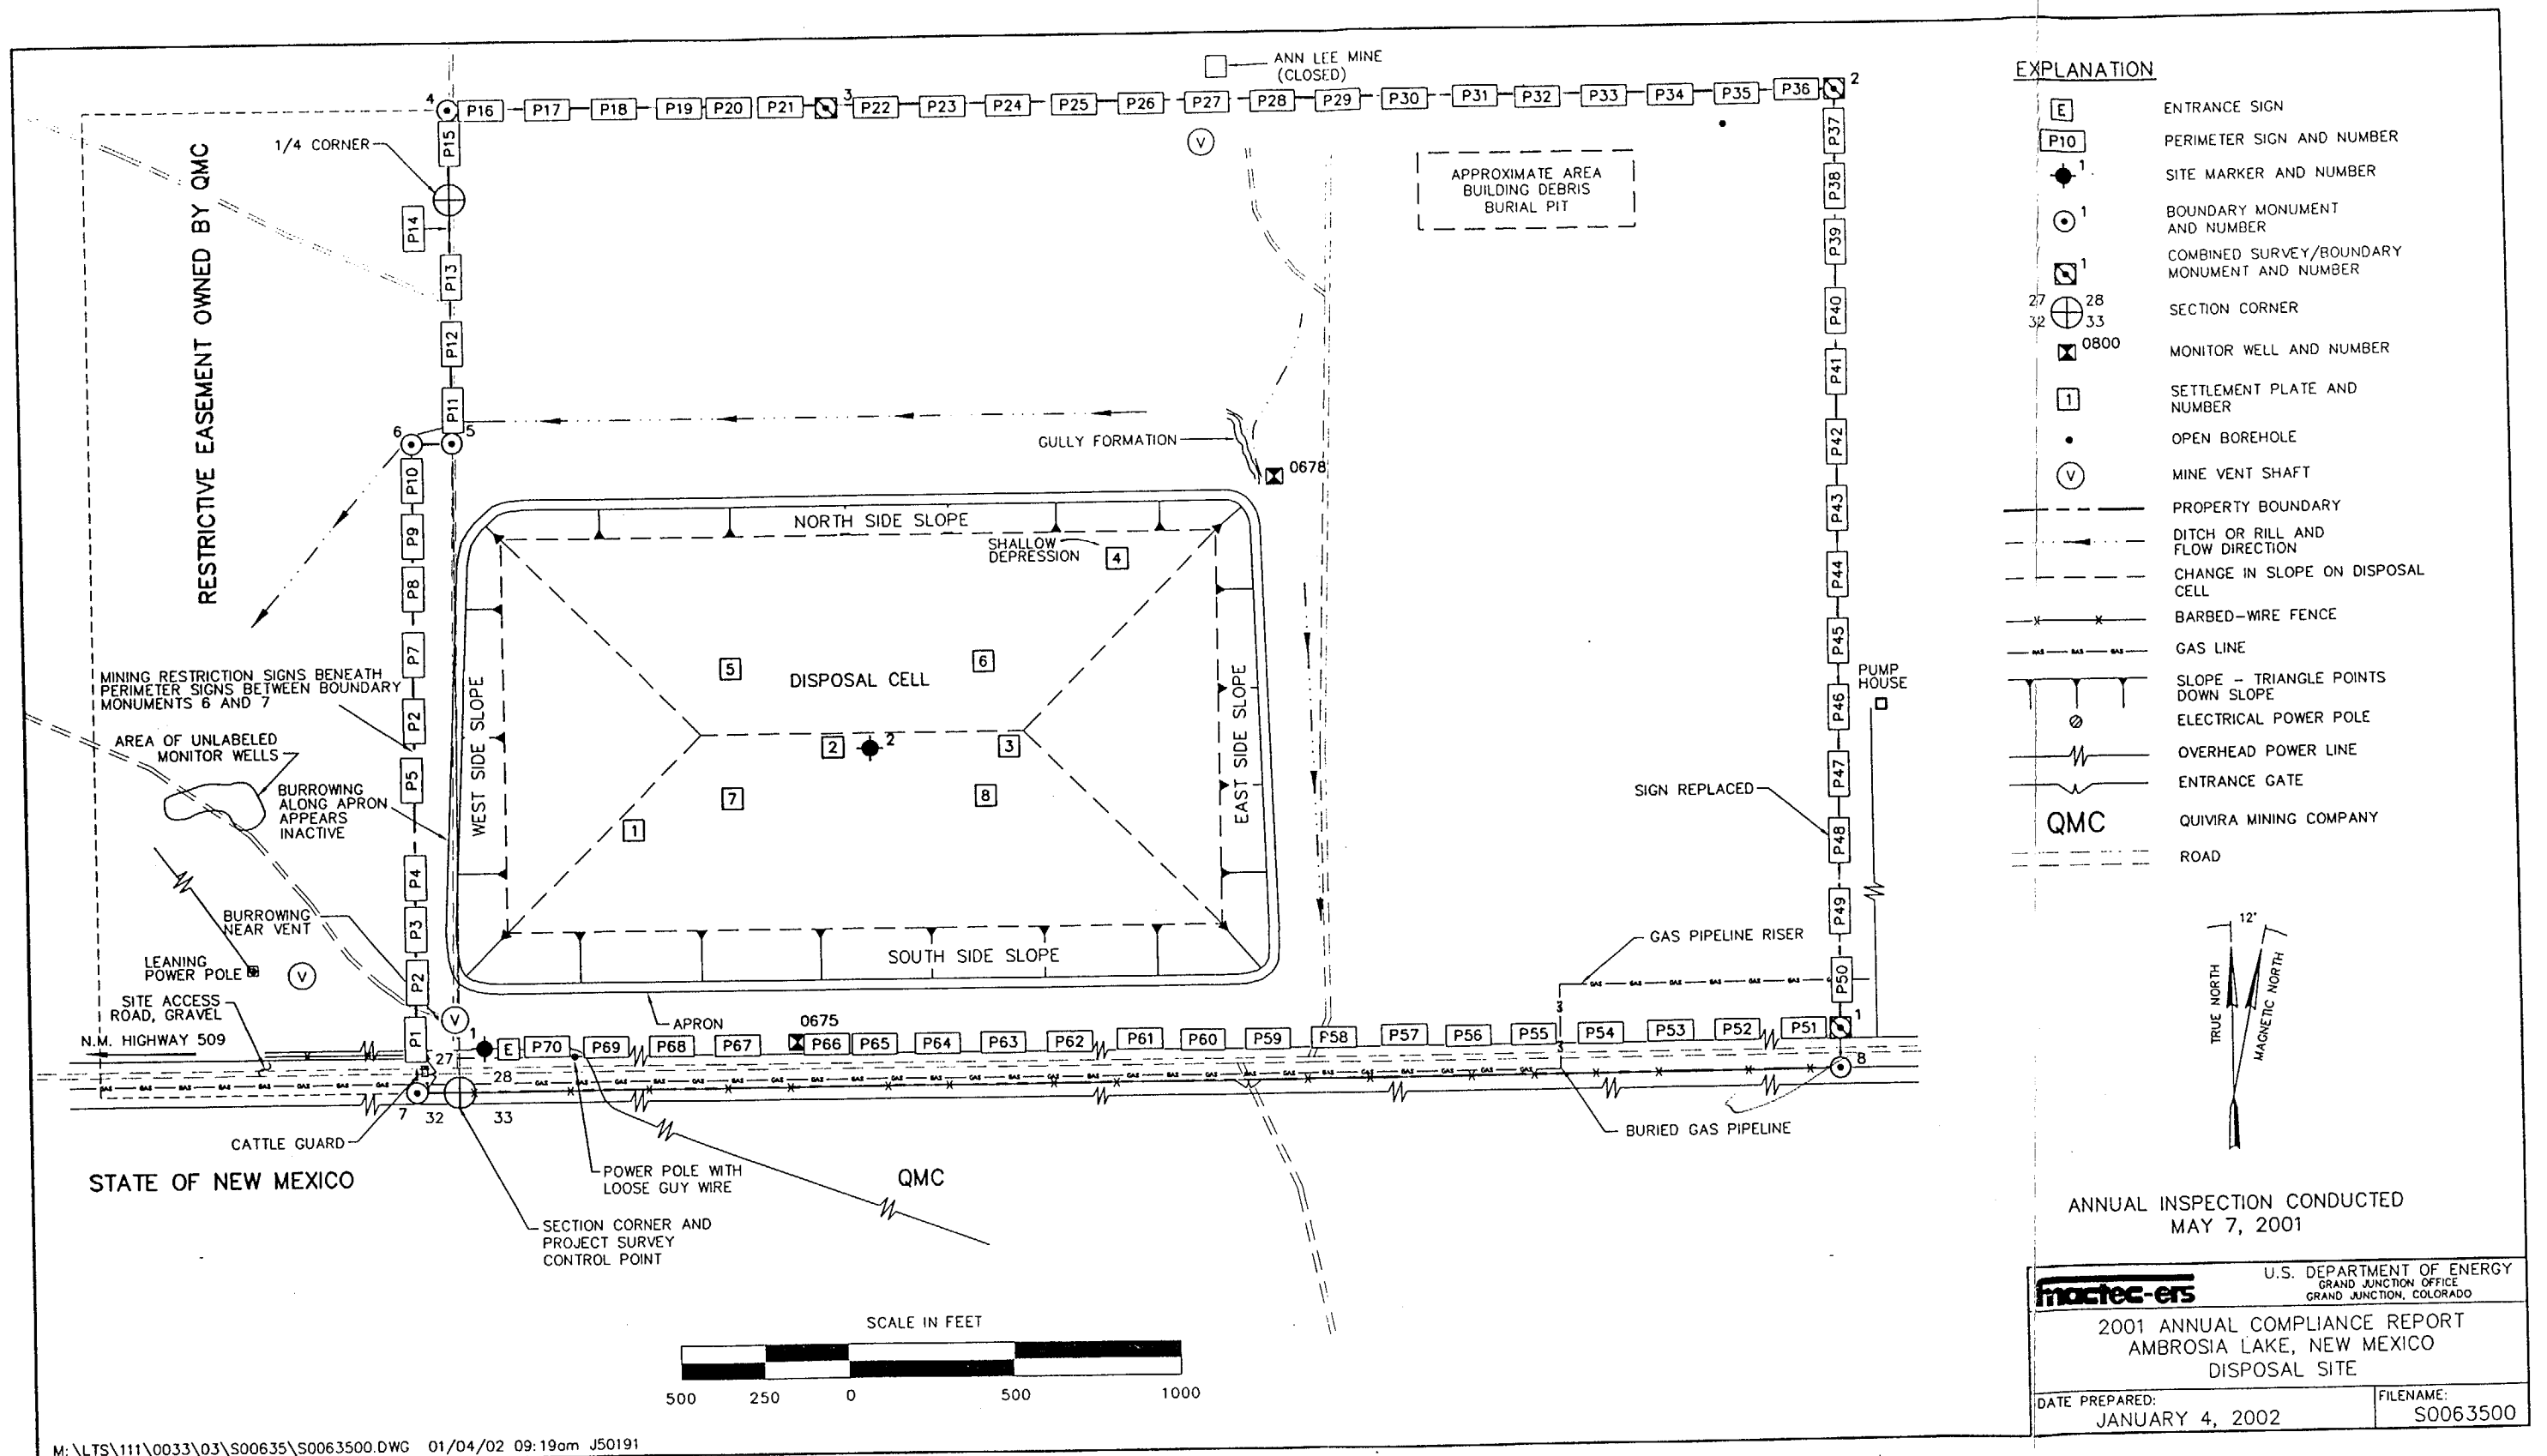 ANN LEE MINE
(CLOSED)
4
P16
P17
P18
P19
P20
P21
3
P22
P23
P24
P25
P26
P27
P28
P29
P30
P31
P32
P33
P34
P35
P36
2
1/4 CORNER
P15
P14
P13
P12
P11
V
APPROXIMATE AREA
BUILDING DEBRIS
BURIAL PIT
P37
P38
P39
P40
P41
P42
P43
P44
P45
P46
P47
P48
P49
P50
RESTRICTIVE EASEMENT OWNED BY QMC
6
5
GULLY FORMATION
0678
P10
P9
P8
P7
P2
P5
P4
P3
P2
P1
NORTH SIDE SLOPE
SHALLOW
DEPRESSION
4
5
6
DISPOSAL CELL
WEST SIDE SLOPE
EAST SIDE SLOPE
2
2
3
7
8
1
SOUTH SIDE SLOPE
MINING RESTRICTION SIGNS BENEATH
PERIMETER SIGNS BETWEEN BOUNDARY
MONUMENTS 6 AND 7
AREA OF UNLABELED
MONITOR WELLS
BURROWING
ALONG APRON
APPEARS
INACTIVE
BURROWING
NEAR VENT
LEANING
POWER POLE
V
SITE ACCESS
ROAD, GRAVEL
N.M. HIGHWAY 509
PUMP
HOUSE
SIGN REPLACED
GAS PIPELINE RISER
GAS GAS GAS GAS GAS GAS
APRON
V
1
E
P70
P69
P68
P67
0675
P66
P65
P64
P63
P62
P61
P60
P59
P58
P57
P56
P55
P54
P53
P52
P51
1
3
3
8
27
28
7
32
33
CATTLE GUARD
STATE OF NEW MEXICO
POWER POLE WITH
LOOSE GUY WIRE
QMC
SECTION CORNER AND
PROJECT SURVEY
CONTROL POINT
BURIED GAS PIPELINE
SCALE IN FEET
500 250 0 500 1000
EXPLANATION
E ENTRANCE SIGN
P10 PERIMETER SIGN AND NUMBER
1 SITE MARKER AND NUMBER
1 BOUNDARY MONUMENT
AND NUMBER
1 COMBINED SURVEY/BOUNDARY
MONUMENT AND NUMBER
27 28
32 33
SECTION CORNER
0800 MONITOR WELL AND NUMBER
1 SETTLEMENT PLATE AND
NUMBER
OPEN BOREHOLE
V MINE VENT SHAFT
PROPERTY BOUNDARY
DITCH OR RILL AND
FLOW DIRECTION
CHANGE IN SLOPE ON DISPOSAL
CELL
BARBED-WIRE FENCE
GAS GAS GAS GAS LINE
SLOPE - TRIANGLE POINTS
DOWN SLOPE
ELECTRICAL POWER POLE
OVERHEAD POWER LINE
ENTRANCE GATE
QMC QUIVIRA MINING COMPANY
ROAD
12°
TRUE NORTH
MAGNETIC NORTH
ANNUAL INSPECTION CONDUCTED
MAY 7, 2001
mactec-ers
U.S. DEPARTMENT OF ENERGY
GRAND JUNCTION OFFICE
GRAND JUNCTION, COLORADO
2001 ANNUAL COMPLIANCE REPORT
AMBROSIA LAKE, NEW MEXICO
DISPOSAL SITE
DATE PREPARED:
JANUARY 4, 2002
FILENAME:
S0063500
M:\LTS\111\0033\03\S00635\S0063500.DWG 01/04/02 09:19am J50191